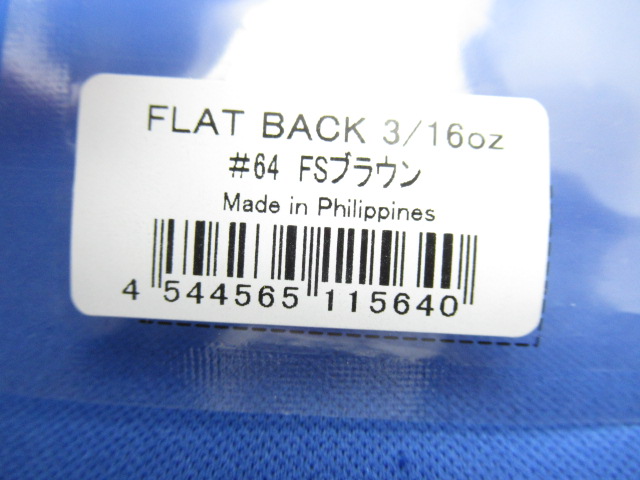 FLAT BACK 3/16oz
#64 FSブラウン
Made in Philippines
4 544565 115640